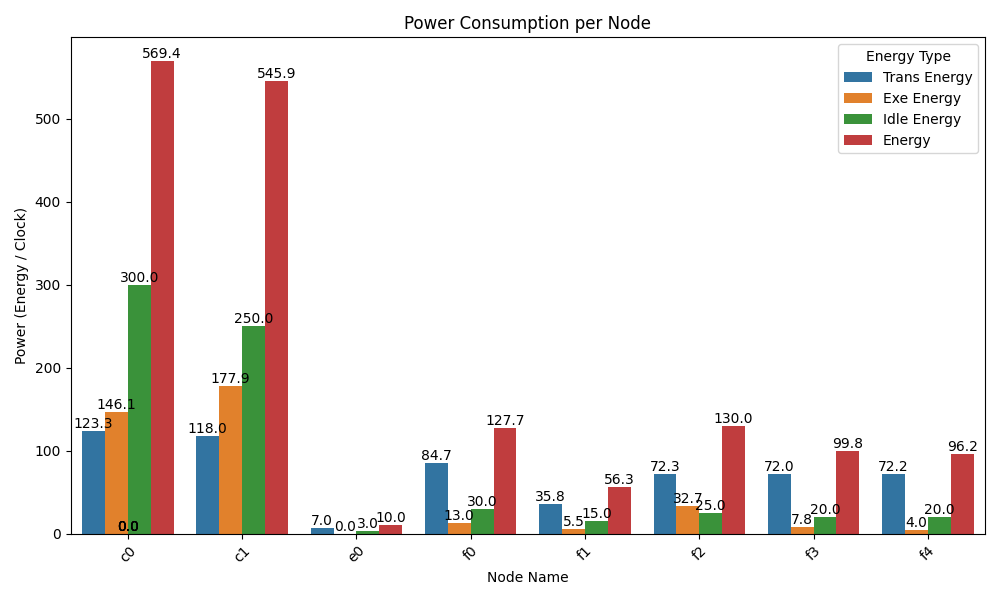 Power Consumption per Node
Energy Type
Trans Energy
Exe Energy
Idle Energy
Energy
Power (Energy / Clock)
500
400
300
200
100
0
123.3
146.1
300.0
569.4
0.0
118.0
177.9
250.0
545.9
7.0
0.0
3.0
10.0
84.7
13.0
30.0
127.7
35.8
5.5
15.0
56.3
72.3
32.7
25.0
130.0
72.0
7.8
20.0
99.8
72.2
4.0
20.0
96.2
c0
c1
e0
f0
f1
f2
f3
f4
Node Name